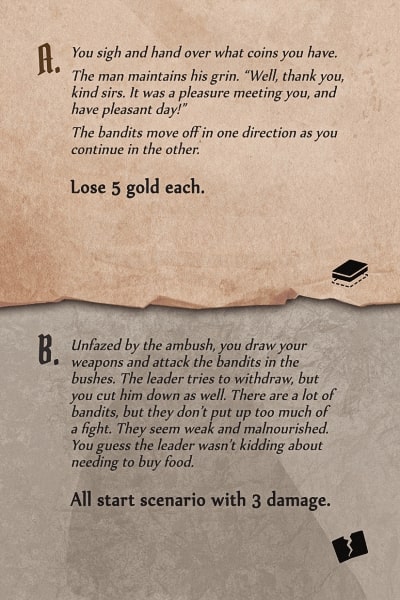 A.
You sigh and hand over what coins you have.
The man maintains his grin. “Well, thank you,
kind sirs. It was a pleasure meeting you, and
have pleasant day!”
The bandits move off in one direction as you
continue in the other.
Lose 5 gold each.
B.
Unfazed by the ambush, you draw your
weapons and attack the bandits in the
bushes. The leader tries to withdraw, but
you cut him down as well. There are a lot of
bandits, but they don’t put up too much of
a fight. They seem weak and malnourished.
You guess the leader wasn’t kidding about
needing to buy food.
All start scenario with 3 damage.